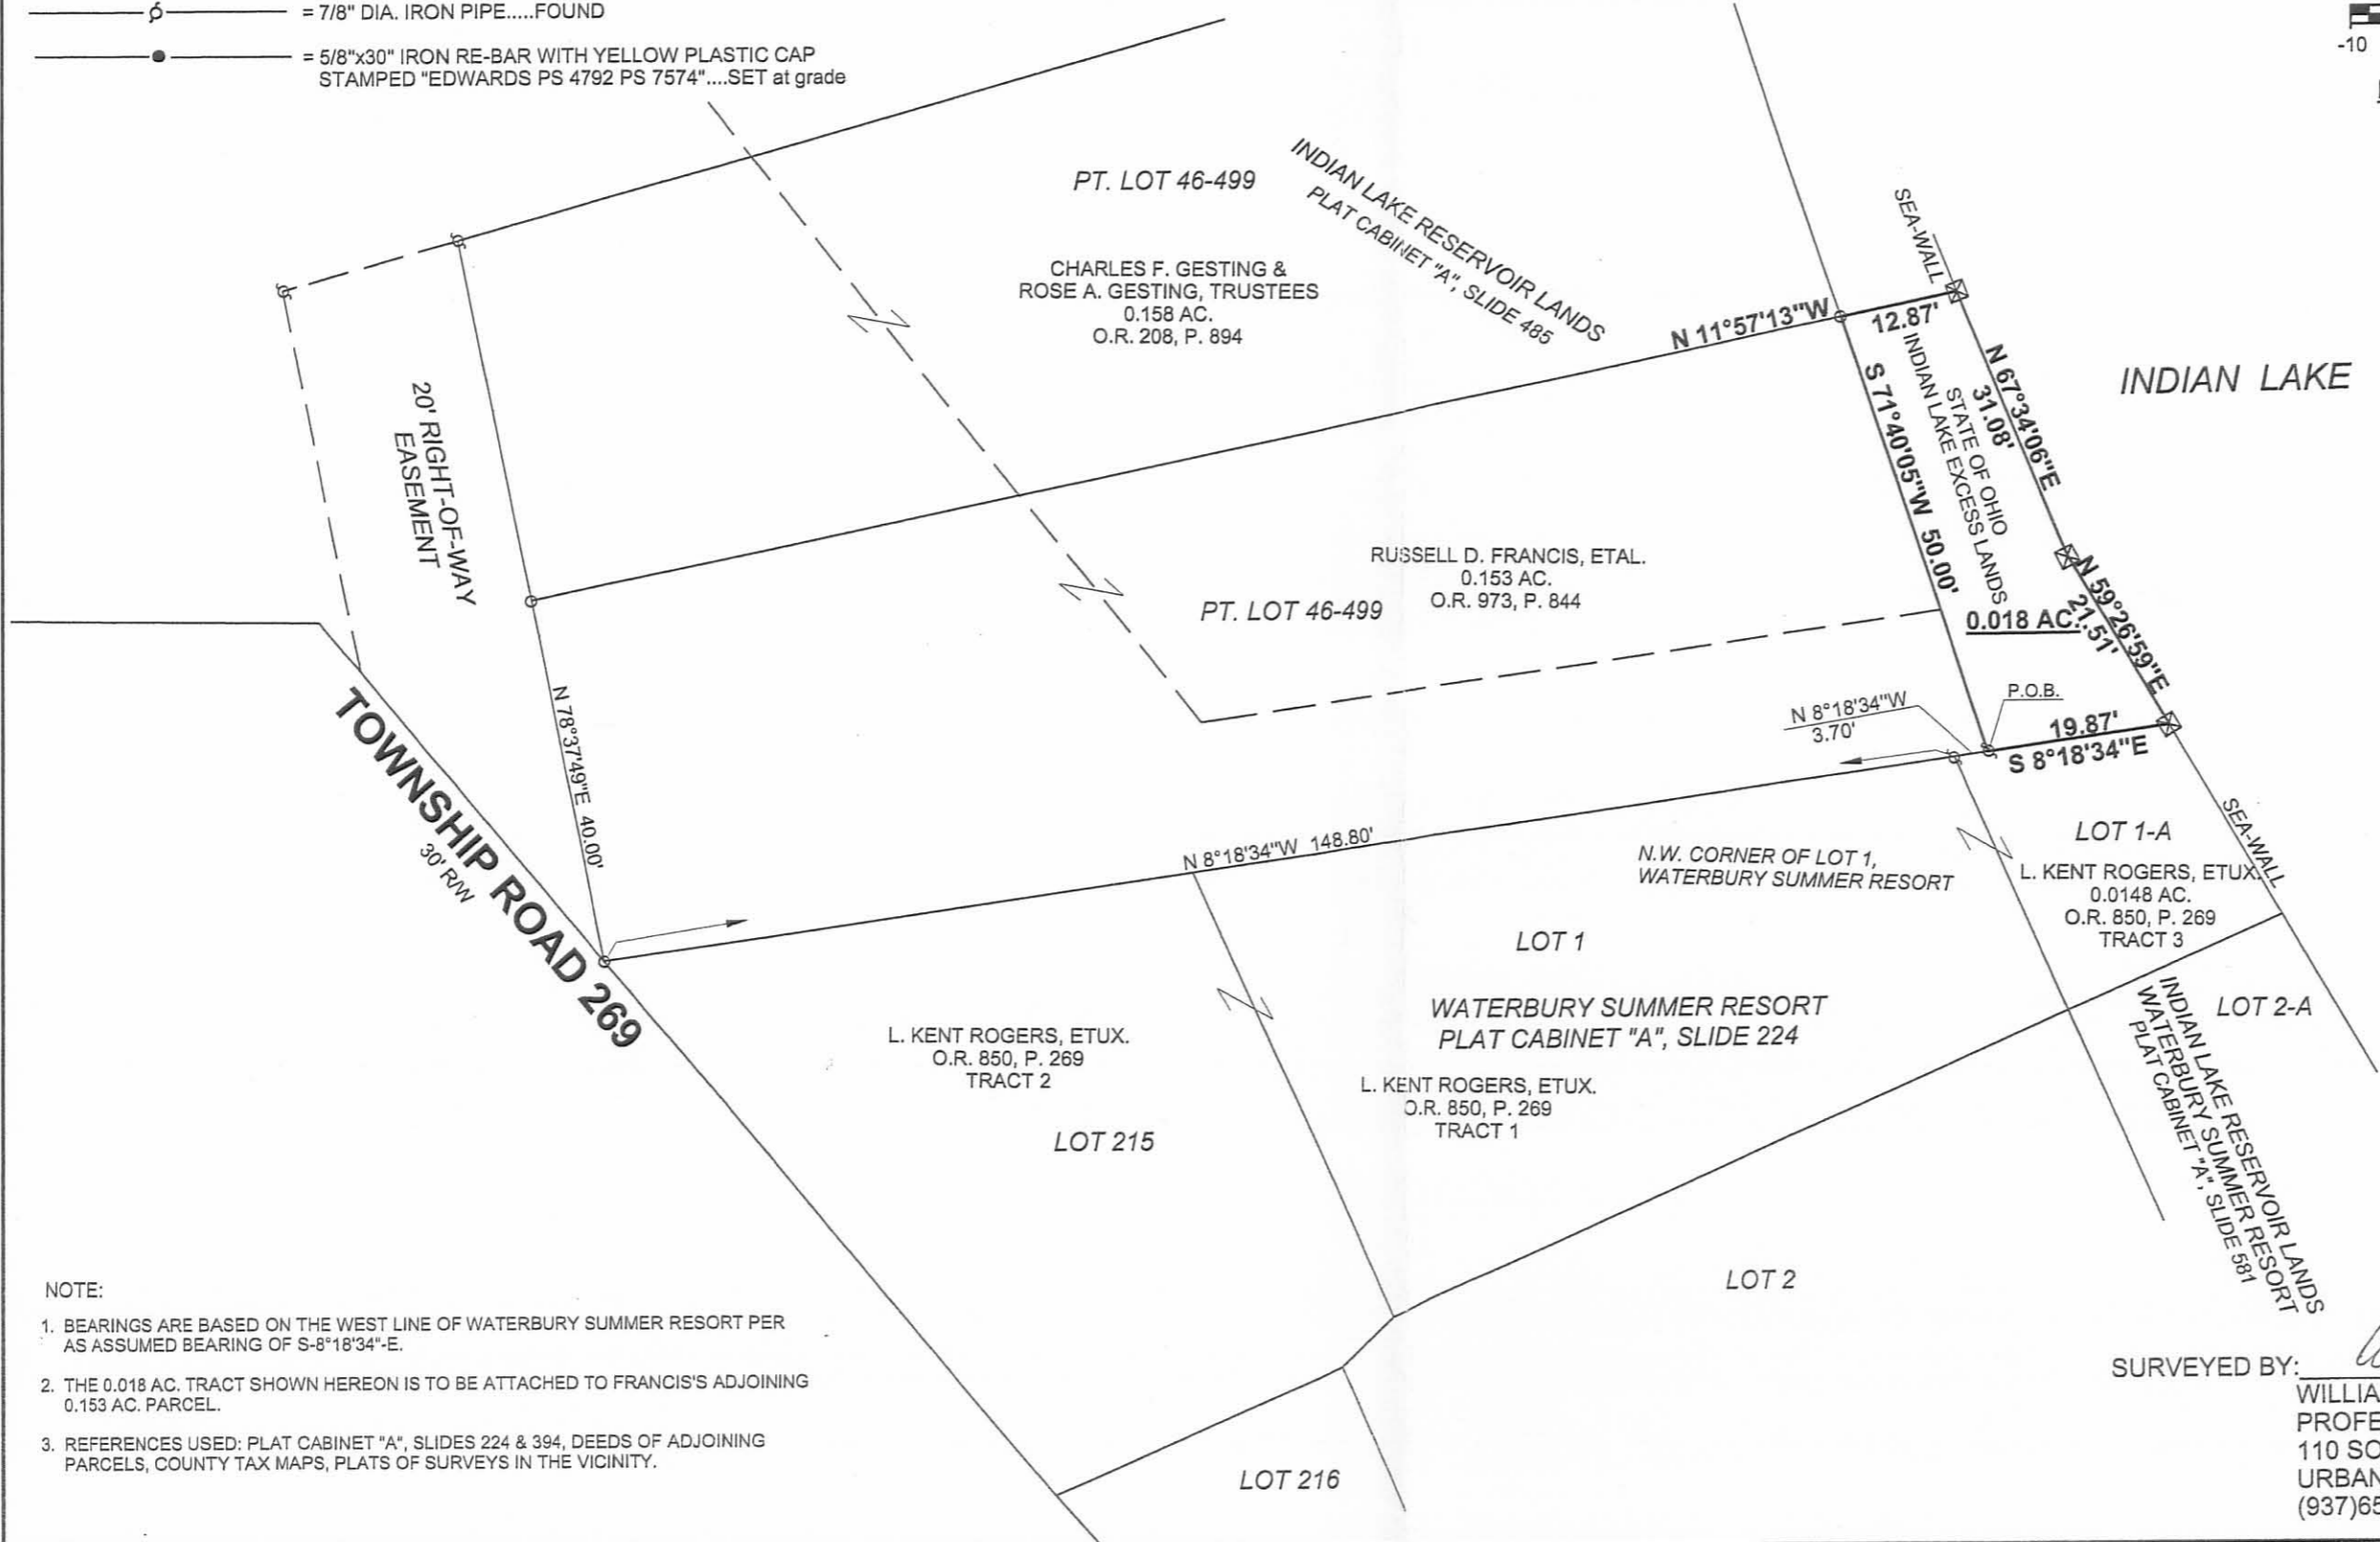 = 7/8" DIA. IRON PIPE.....FOUND
= 5/8"x30" IRON RE-BAR WITH YELLOW PLASTIC CAP
STAMPED "EDWARDS PS 4792 PS 7574"....SET at grade
-10
PT. LOT 46-499
CHARLES F. GESTING &
ROSE A. GESTING, TRUSTEES
0.158 AC.
O.R. 208, P. 894
INDIAN LAKE RESERVOIR LANDS
PLAT CABINET "A", SLIDE 485
SEA-WALL
N 11°57'13"W
12.87'
N 67°34'06"E
31.08'
STATE OF OHIO
INDIAN LAKE EXCESS LANDS
S 71°40'05"W 50.00'
INDIAN LAKE
20' RIGHT-OF-WAY
EASEMENT
RUSSELL D. FRANCIS, ETAL.
0.153 AC.
O.R. 973, P. 844
PT. LOT 46-499
0.018 AC.
N 59°26'59"E
21.51'
P.O.B.
N 8°18'34"W
3.70'
19.87'
S 8°18'34"E
N 78°37'49"E 40.00'
TOWNSHIP ROAD 269
30' R/W
N 8°18'34"W 148.80'
N.W. CORNER OF LOT 1,
WATERBURY SUMMER RESORT
LOT 1-A
L. KENT ROGERS, ETUX.
0.0148 AC.
O.R. 850, P. 269
TRACT 3
SEA-WALL
LOT 1
WATERBURY SUMMER RESORT
PLAT CABINET "A", SLIDE 224
L. KENT ROGERS, ETUX.
O.R. 850, P. 269
TRACT 1
L. KENT ROGERS, ETUX.
O.R. 850, P. 269
TRACT 2
LOT 215
LOT 2-A
INDIAN LAKE RESERVOIR LANDS
WATERBURY SUMMER RESORT
PLAT CABINET "A", SLIDE 581
LOT 2
LOT 216
NOTE:
1. BEARINGS ARE BASED ON THE WEST LINE OF WATERBURY SUMMER RESORT PER
AS ASSUMED BEARING OF S-8°18'34"-E.
2. THE 0.018 AC. TRACT SHOWN HEREON IS TO BE ATTACHED TO FRANCIS'S ADJOINING
0.153 AC. PARCEL.
3. REFERENCES USED: PLAT CABINET "A", SLIDES 224 & 394, DEEDS OF ADJOINING
PARCELS, COUNTY TAX MAPS, PLATS OF SURVEYS IN THE VICINITY.
SURVEYED BY:
WILLIA
PROFE
110 SO
URBAN
(937)65